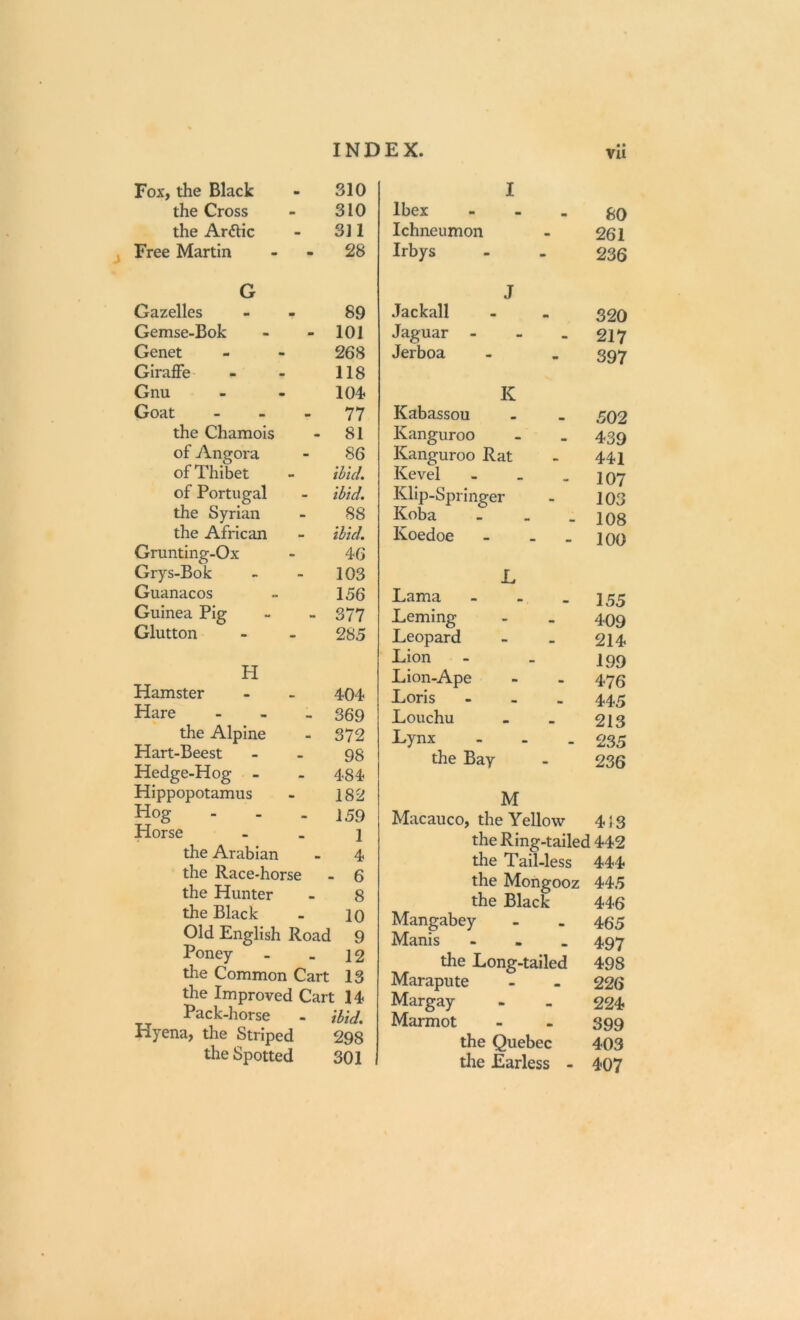 INDEX. vii
Fox, the Black - 310
the Cross - 310
the Arctic - 311
Free Martin - - 28
G
Gazelles - - 89
Gemse-Bok - - 101
Genet - - 268
Giraffe - - 118
Gnu - - 104
Goat - - - 77
the Chamois - 81
of Angora - 86
of Thibet - ibid.
of Portugal - ibid.
the Syrian - 88
the African - ibid.
Grunting-Ox - 46
Grys-Bok - - 103
Guanacos - 156
Guinea Pig - - 377
Glutton - - 285
H
Hamster - - 404
Hare - - - 369
the Alpine - 372
Hart-Beest - - 98
Hedge-Hog - - 484
Hippopotamus - 182
Hog - - - 159
Horse - - 1
the Arabian - 4
the Race-horse - 6
the Hunter - 8
the Black - 10
Old English Road 9
Poney - - 12
the Common Cart 13
the Improved Cart 14
Pack-horse - ibid.
Hyena, the Striped 298
the Spotted 301
I
Ibex - - - 80
Ichneumon - 261
Irbys - - 236
J
Jackall - - 320
Jaguar - - - 217
Jerboa - - 397
K
Kabassou - - 502
Kanguroo - - 439
Kanguroo Rat - 441
Kevel - - - 107
Klip-Springer - 103
Koba - - - 108
Koedoe - - - 100
L
Lama - - - 155
Leming - - 409
Leopard - - 214
Lion - - 199
Lion-Ape - - 476
Loris - - - 445
Louchu - - 213
Lynx - - - 235
the Bay - 236
M
Macauco, the Yellow 413
the Ring-tailed 442
the Tail-less 444
the Mongooz 445
the Black 446
Mangabey - - 465
Manis - - - 497
the Long-tailed 498
Marapute - - 226
Margay - - 224
Marmot - - 399
the Quebec 403
the Earless - 407